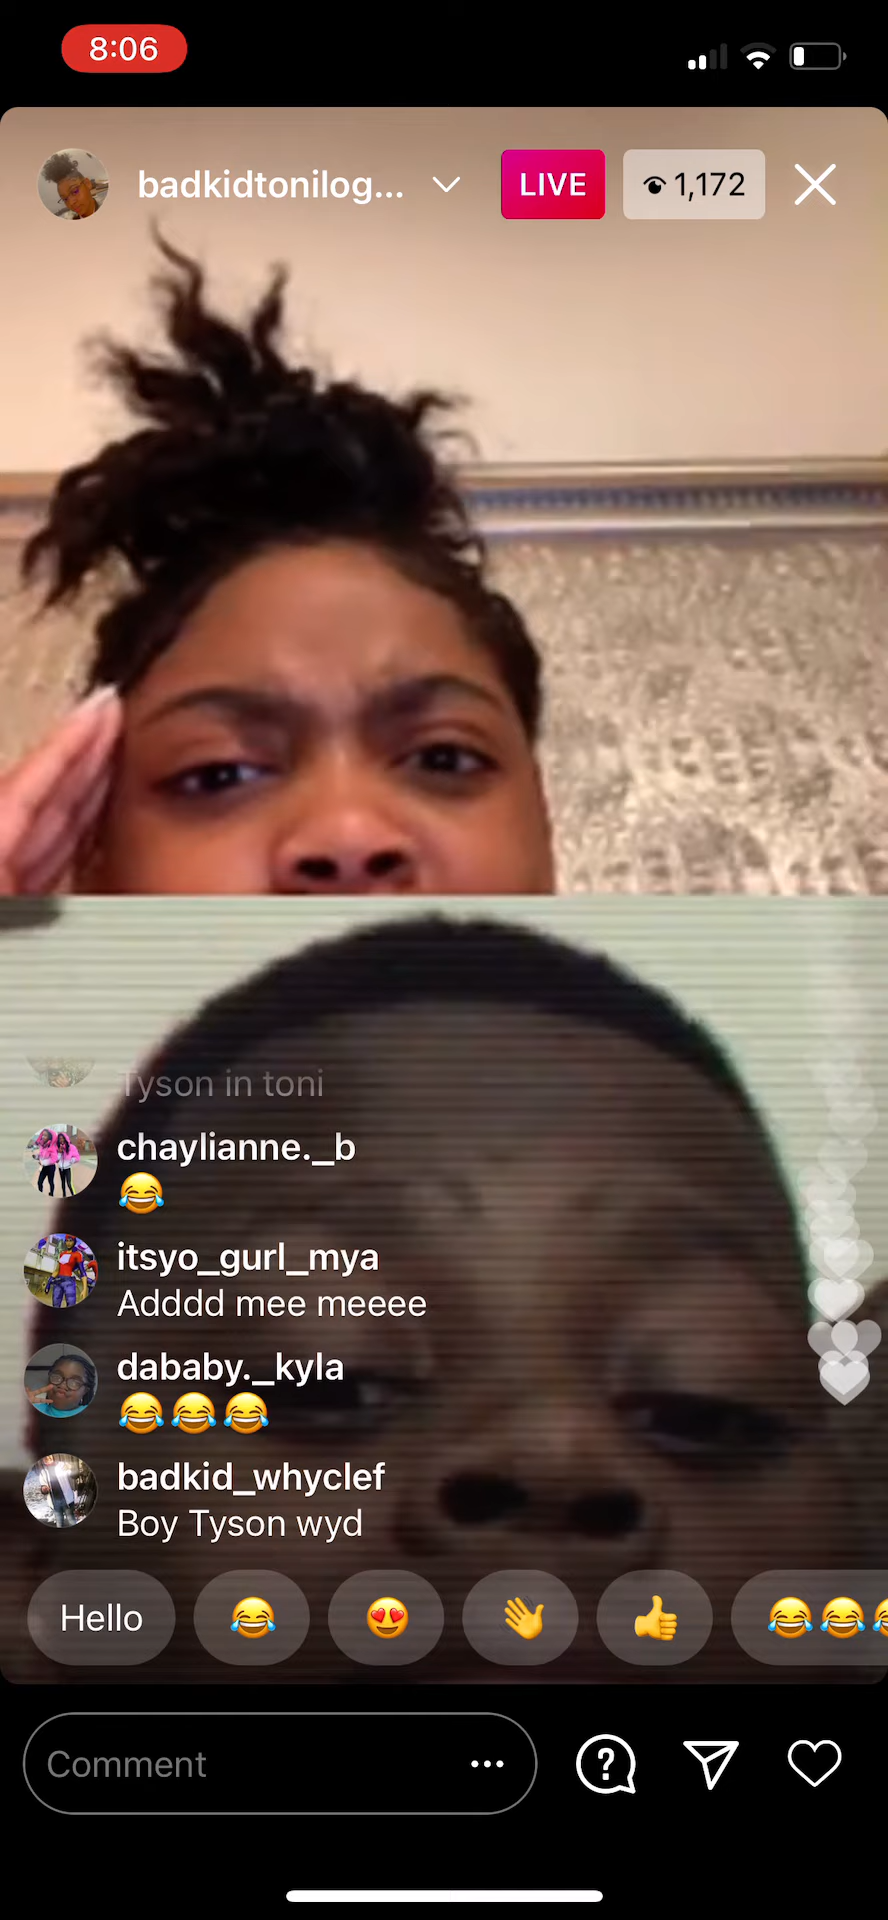 8:06
badkidtonilog...
LIVE
1,172
Tyson in toni
chaylianne._b
😂
itsyo_gurl_mya
Adddd mee meeee
dababy._kyla
😂😂😂
badkid_whyclef
Boy Tyson wyd
Hello 😂 😍 👋 👍 😂😂😂
Comment